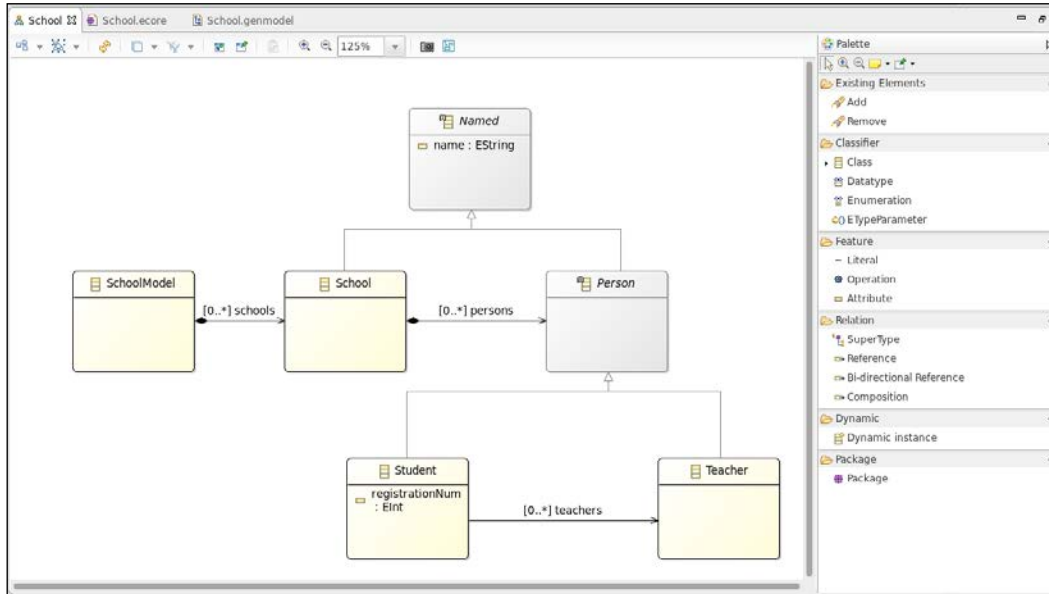 School
School.ecore
School.genmodel
125%
Named
name : EString
SchoolModel
School
Person
[0..*] schools
[0..*] persons
Student
registrationNum
: EInt
Teacher
[0..*] teachers
Palette
Existing Elements
Add
Remove
Classifier
Class
Datatype
Enumeration
ETypeParameter
Feature
Literal
Operation
Attribute
Relation
SuperType
Reference
Bi-directional Reference
Composition
Dynamic
Dynamic instance
Package
Package